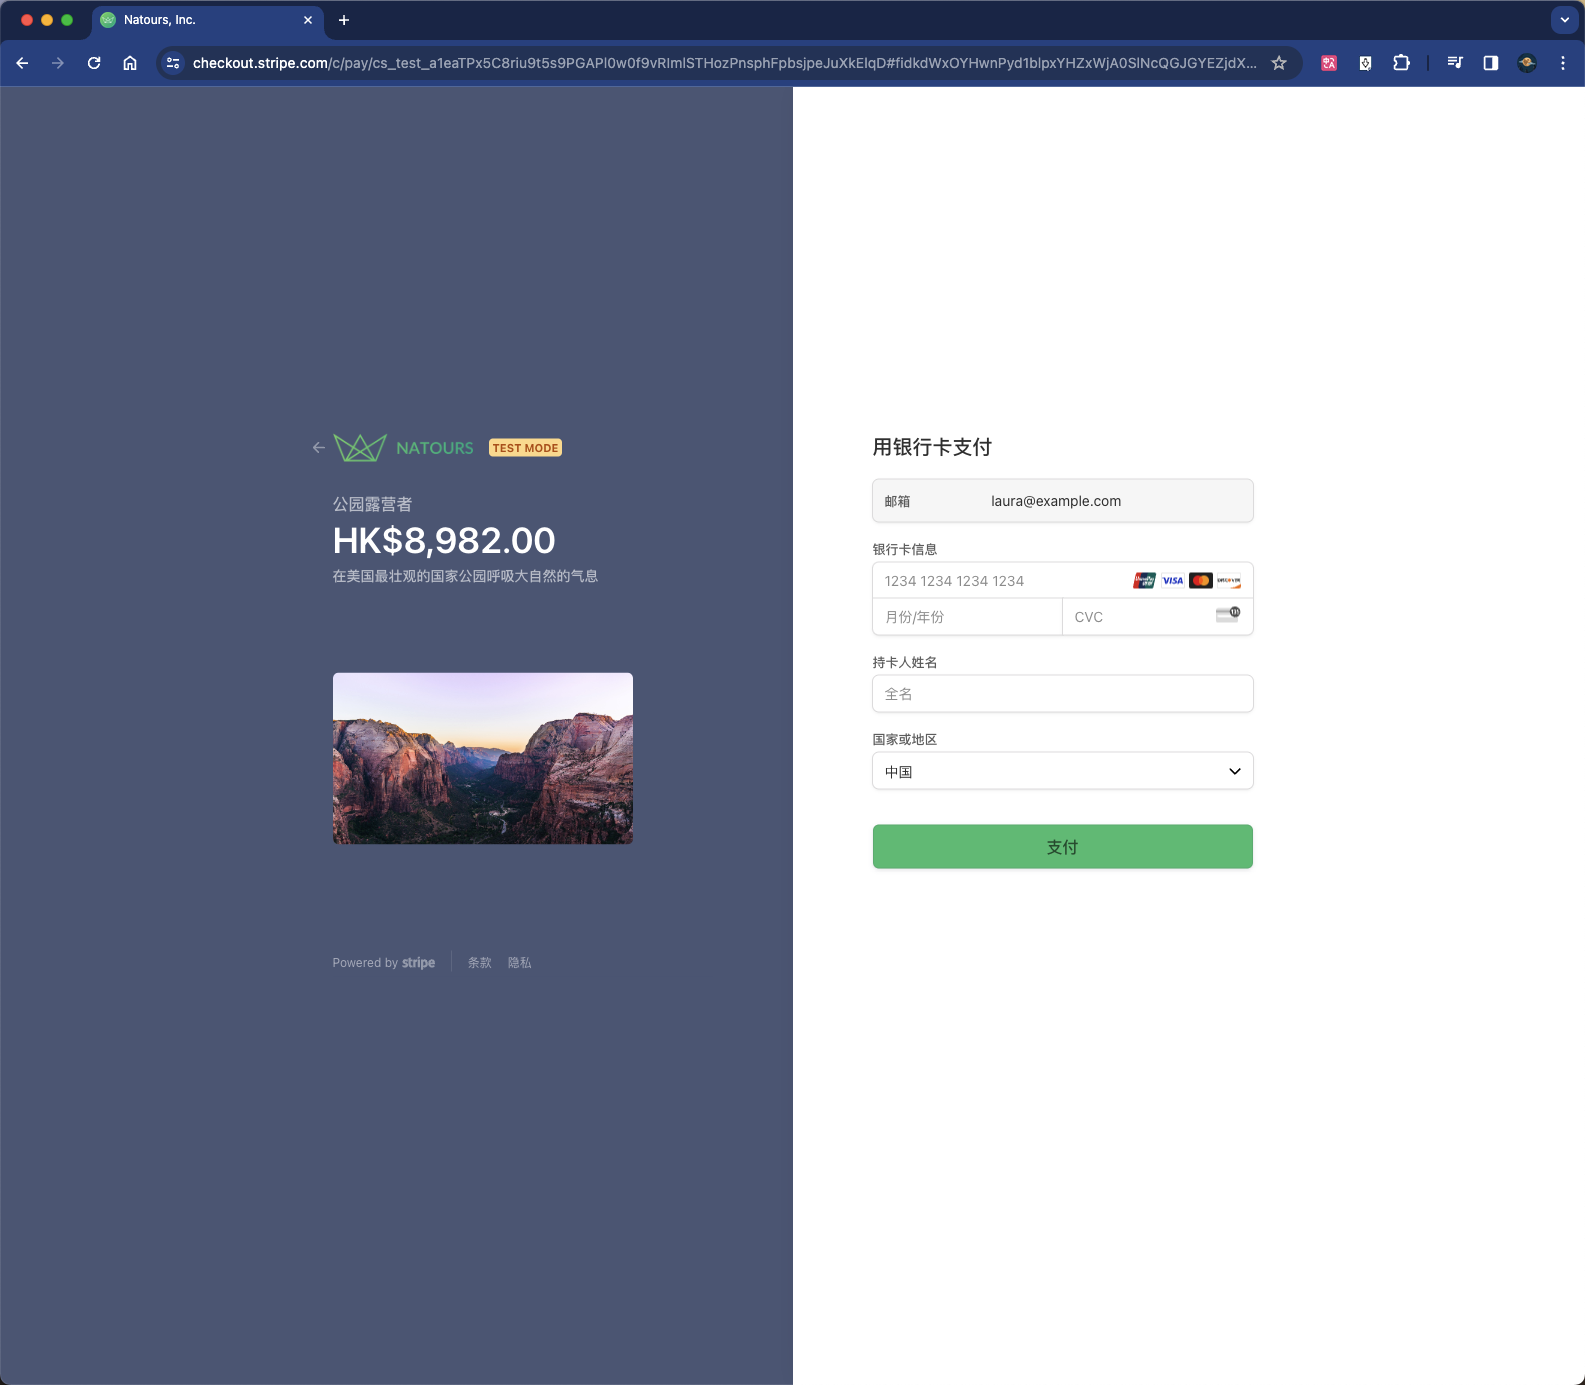 Natours, Inc.
checkout.stripe.com/c/pay/cs_test_a1eaTPx5C8riu9t5s9PGAPl0w0f9vRlmlSTHozPnsphFpbsjpeJuXkElqD#fidkdWxOYHwnPyd1blpxYHZxWjA0SlNcQGJGYEZjdX...
NATOURS
TEST MODE
公园露营者
HK$8,982.00
在美国最壮观的国家公园呼吸大自然的气息
Powered by stripe
条款 隐私
用银行卡支付
邮箱 laura@example.com
银行卡信息
1234 1234 1234 1234
VISA
DISCOVER
月份/年份 CVC
持卡人姓名
全名
国家或地区
中国
支付